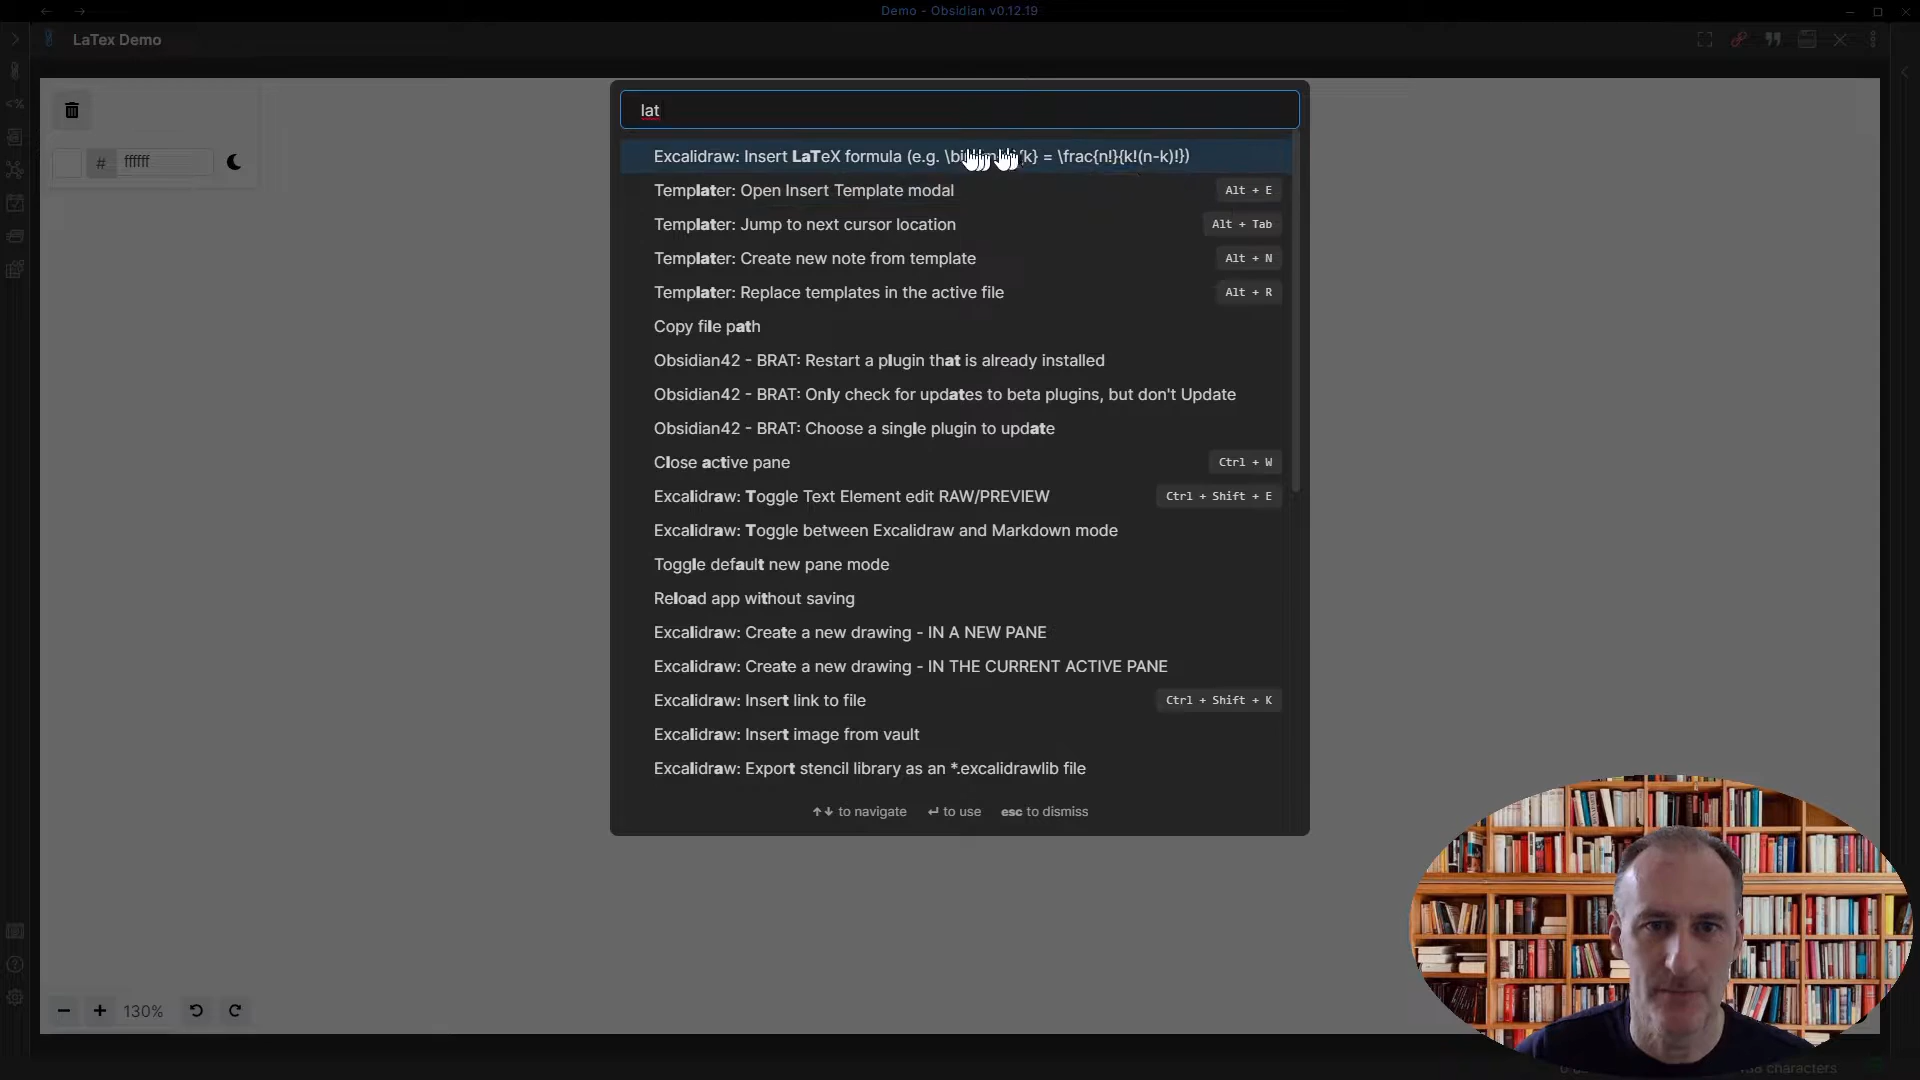 Demo - Obsidian v0.12.19
LaTex Demo
lat
# ffffff
Excalidraw: Insert LaTeX formula (e.g. \bi {k} = \frac{n!}{k!(n-k)!})
Templater: Open Insert Template modal Alt + E
Templater: Jump to next cursor location Alt + Tab
Templater: Create new note from template Alt + N
Templater: Replace templates in the active file Alt + R
Copy file path
Obsidian42 - BRAT: Restart a plugin that is already installed
Obsidian42 - BRAT: Only check for updates to beta plugins, but don't Update
Obsidian42 - BRAT: Choose a single plugin to update
Close active pane Ctrl + W
Excalidraw: Toggle Text Element edit RAW/PREVIEW Ctrl + Shift + E
Excalidraw: Toggle between Excalidraw and Markdown mode
Toggle default new pane mode
Reload app without saving
Excalidraw: Create a new drawing - IN A NEW PANE
Excalidraw: Create a new drawing - IN THE CURRENT ACTIVE PANE
Excalidraw: Insert link to file Ctrl + Shift + K
Excalidraw: Insert image from vault
Excalidraw: Export stencil library as an *.excalidrawlib file
↑↓ to navigate ↵ to use esc to dismiss
130%
characters